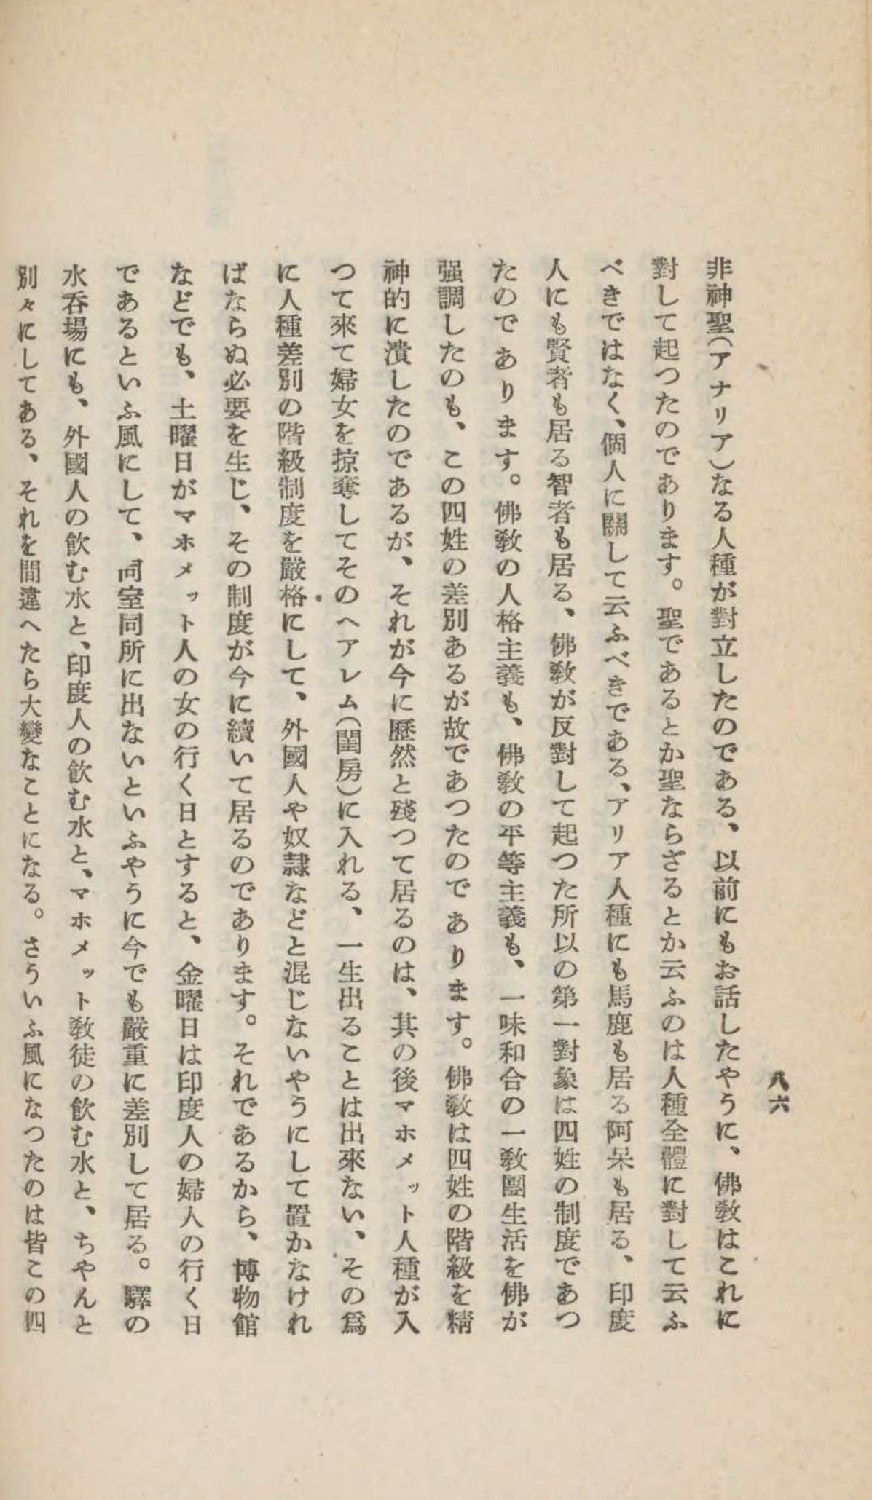 八六
非神聖(アナリア)なる人種が對立したのである、以前にもお話したやうに、佛敎はこれに
對して起つたのであります。聖であるとか聖ならざるとか云ふのは人種全體に對して云ふ
べきではなく、個人に關して云ふべきである、アリア人種にも馬鹿も居る阿呆も居る、印度
人にも賢者も居る智者も居る、佛敎が反對して起つた所以の第一對象は四姓の制度であつ
たのであります。佛敎の人格主義も、佛敎の平等主義も、一味和合の一敎團生活を佛が
强調したのも、この四姓の差別あるが故であつたのであります。佛敎は四姓の階級を精
神的に潰したのであるが、それが今に歷然と殘つて居るのは、其の後マホメット人種が入
つて來て婦女を掠奪してそのヘアレム(閨房)に入れる、一生出ることは出來ない、その爲
に人種差別の階級制度を嚴格にして、外國人や奴隷などと混じないやうにして置かなけれ
ばならぬ必要を生じ、その制度が今に續いて居るのであります。それであるから、博物館
などでも、土曜日がマホメット人の女の行く日とすると、金曜日は印度人の婦人の行く日
であるといふ風にして、同室同所に出ないといふやうに今でも嚴重に差別して居る。驛の
水呑場にも、外國人の飮む水と、印度人の飮む水と、マホメット敎徒の飮む水と、ちやんと
別々にしてある、それを間違へたら大變なことになる。さういふ風になつたのは皆この四